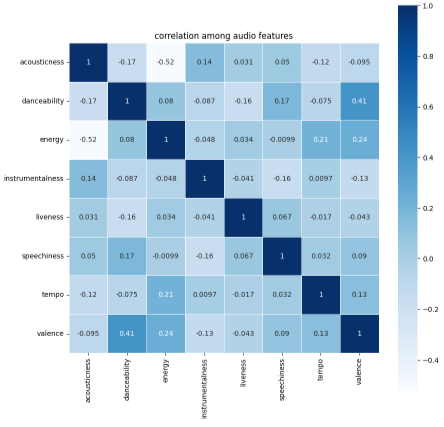 correlation among audio features
acousticness 1 -0.17 -0.52 0.14 0.031 0.05 -0.12 -0.095
danceability -0.17 1 0.08 -0.087 -0.16 0.17 -0.075 0.41
energy -0.52 0.08 1 -0.048 0.034 -0.0099 0.21 0.24
instrumentalness 0.14 -0.087 -0.048 1 -0.041 -0.16 0.0097 -0.13
liveness 0.031 -0.16 0.034 -0.041 1 0.067 -0.017 -0.043
speechiness 0.05 0.17 -0.0099 -0.16 0.067 1 0.032 0.09
tempo -0.12 -0.075 0.21 0.0097 -0.017 0.032 1 0.13
valence -0.095 0.41 0.24 -0.13 -0.043 0.09 0.13 1
acousticness
danceability
energy
instrumentalness
liveness
speechiness
tempo
valence
1.0
0.8
0.6
0.4
0.2
0.0
−0.2
−0.4